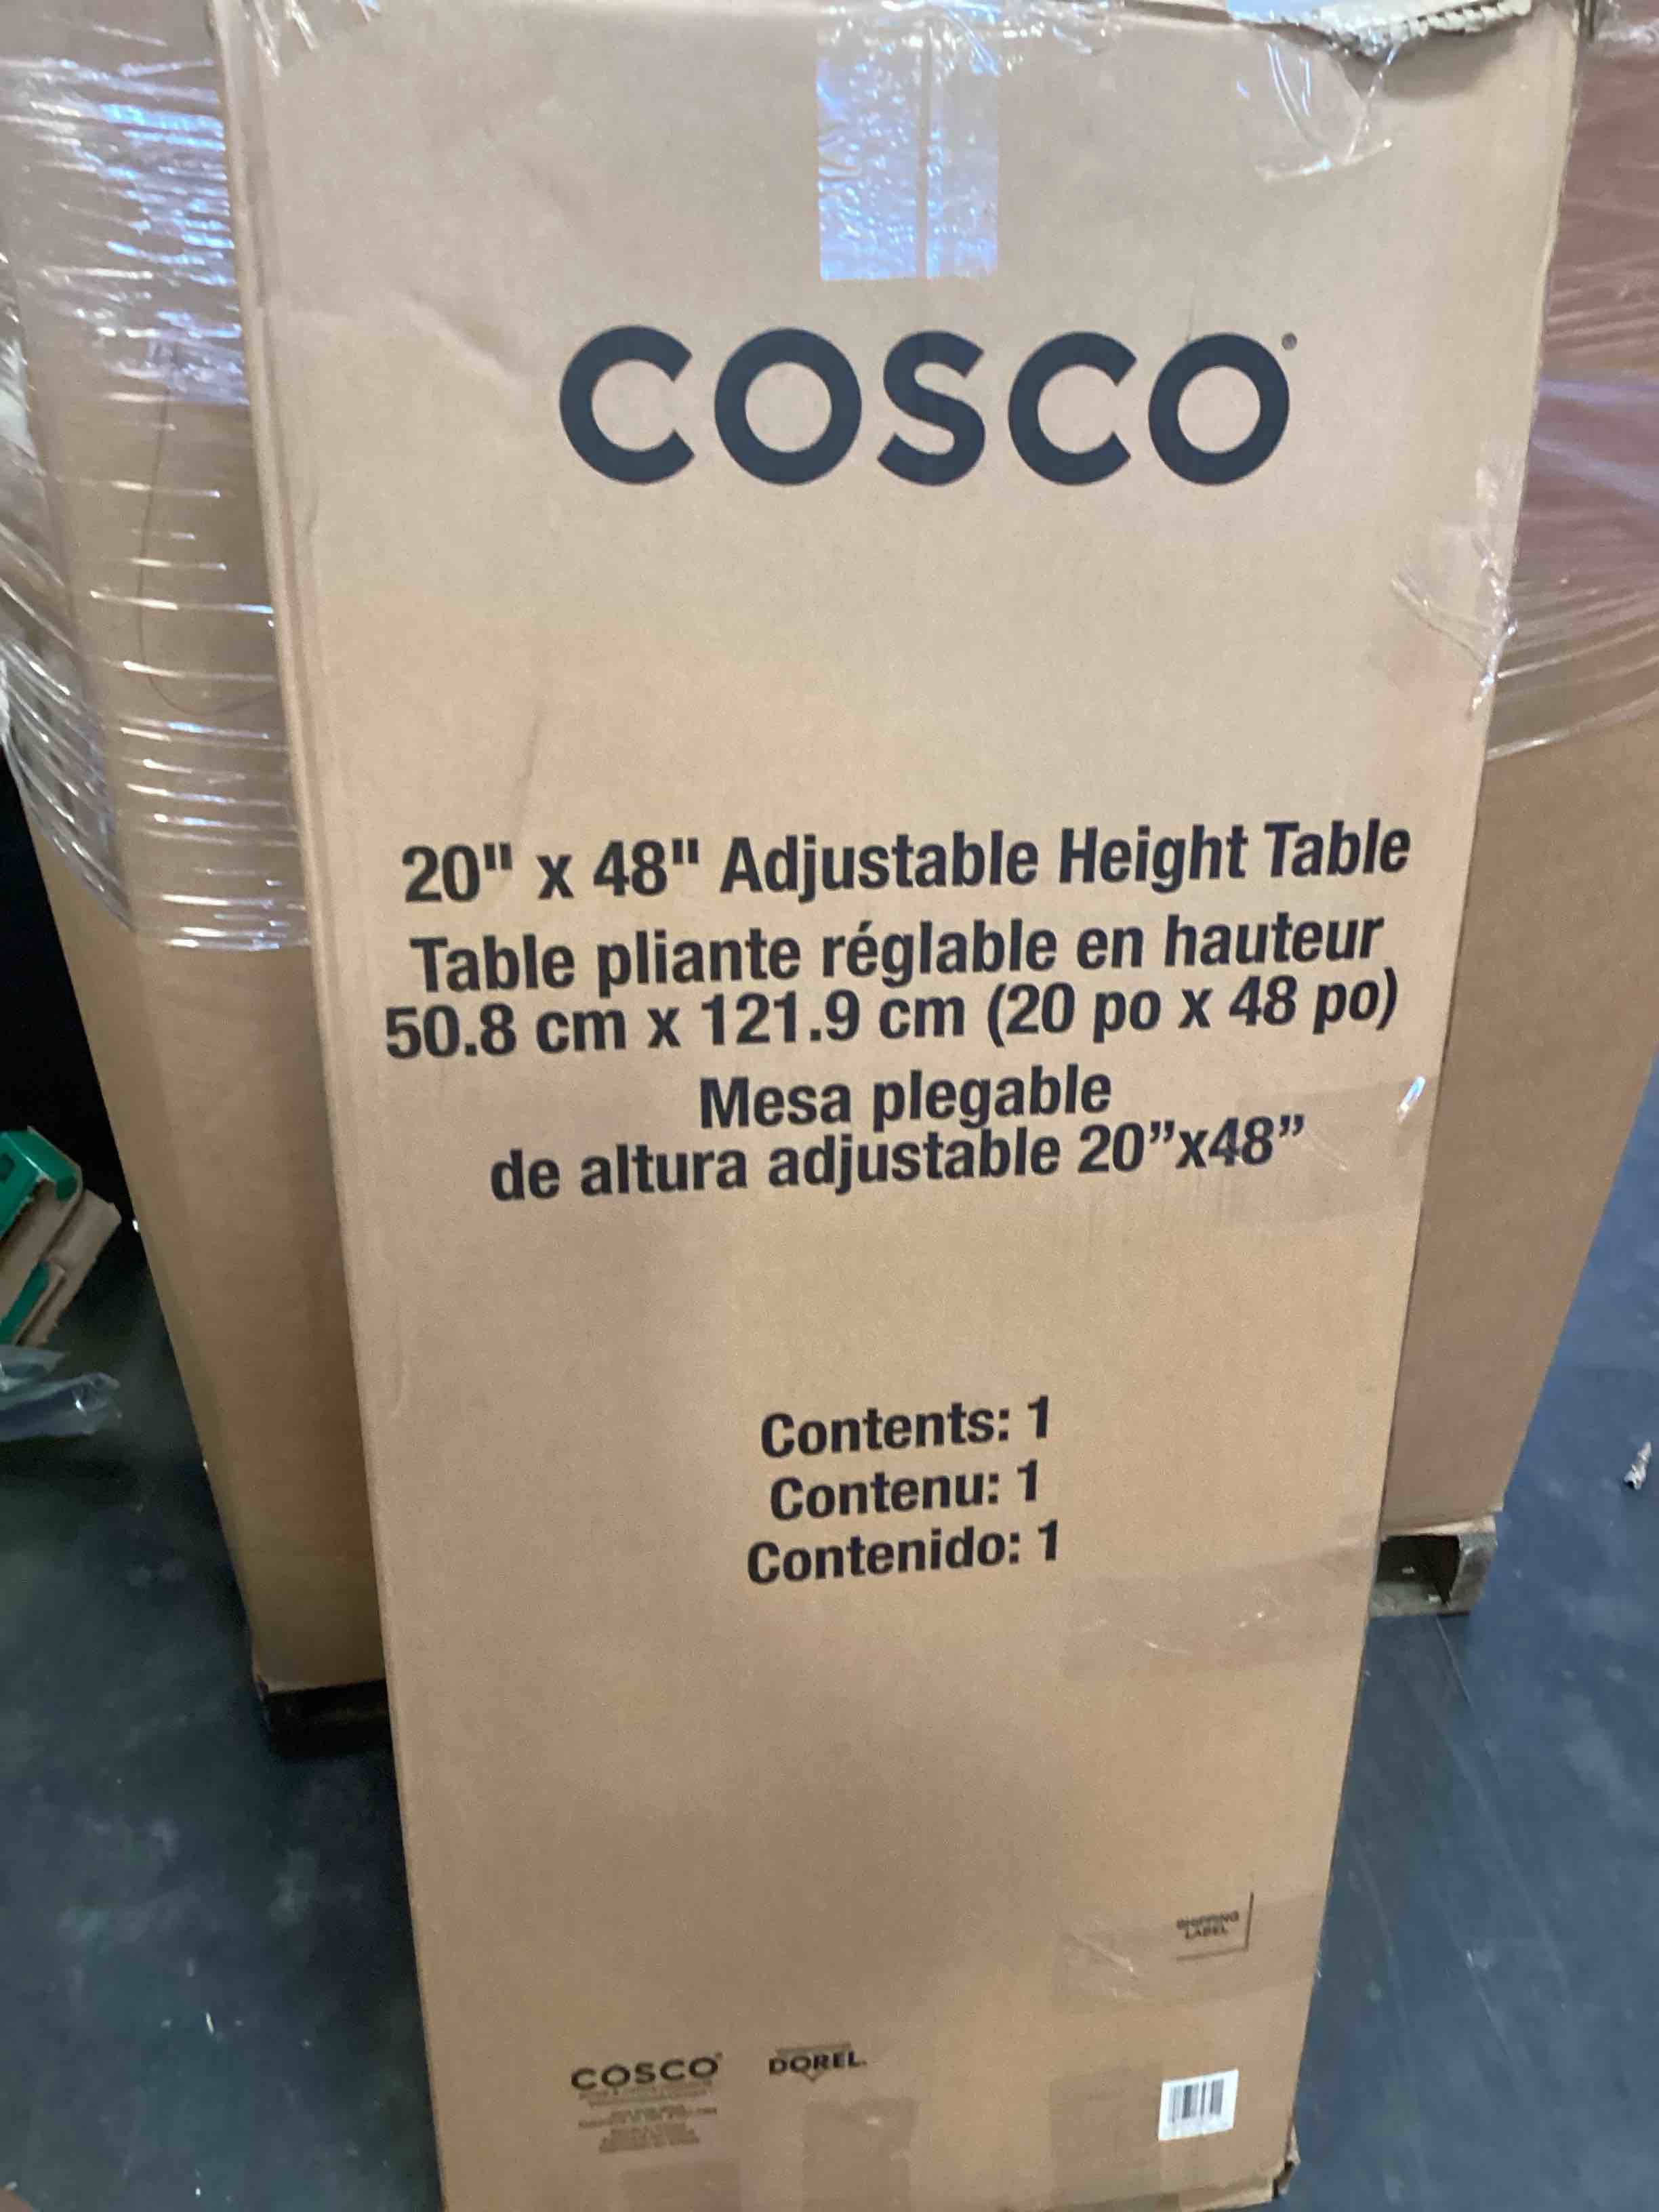 COSCO
20" x 48" Adjustable Height Table
Table pliante réglable en hauteur
50.8 cm x 121.9 cm (20 po x 48 po)
Mesa plegable
de altura adjustable 20”x48”
Contents: 1
Contenu: 1
Contenido: 1
SHIPPING
LABEL
COSCO
DOREL